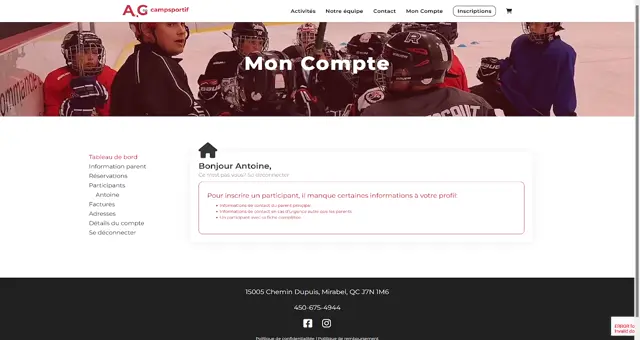 A.G campsportif
Activités Notre équipe Contact Mon Compte Inscriptions
Mon Compte
Tableau de bord
Information parent
Réservations
Participants
Antoine
Factures
Adresses
Détails du compte
Se déconnecter
Bonjour Antoine,
Ce n'est pas vous? Se déconnecter
Pour inscrire un participant, il manque certaines informations à votre profil:
Informations de contact du parent principal
Informations de contact en cas d'urgence autre que les parents
Un participant avec sa fiche complétée
15005 Chemin Dupuis, Mirabel, QC J7N 1M6
450-675-4944
Politique de confidentialité | Politique de remboursement
ERROR fo
Invalid do